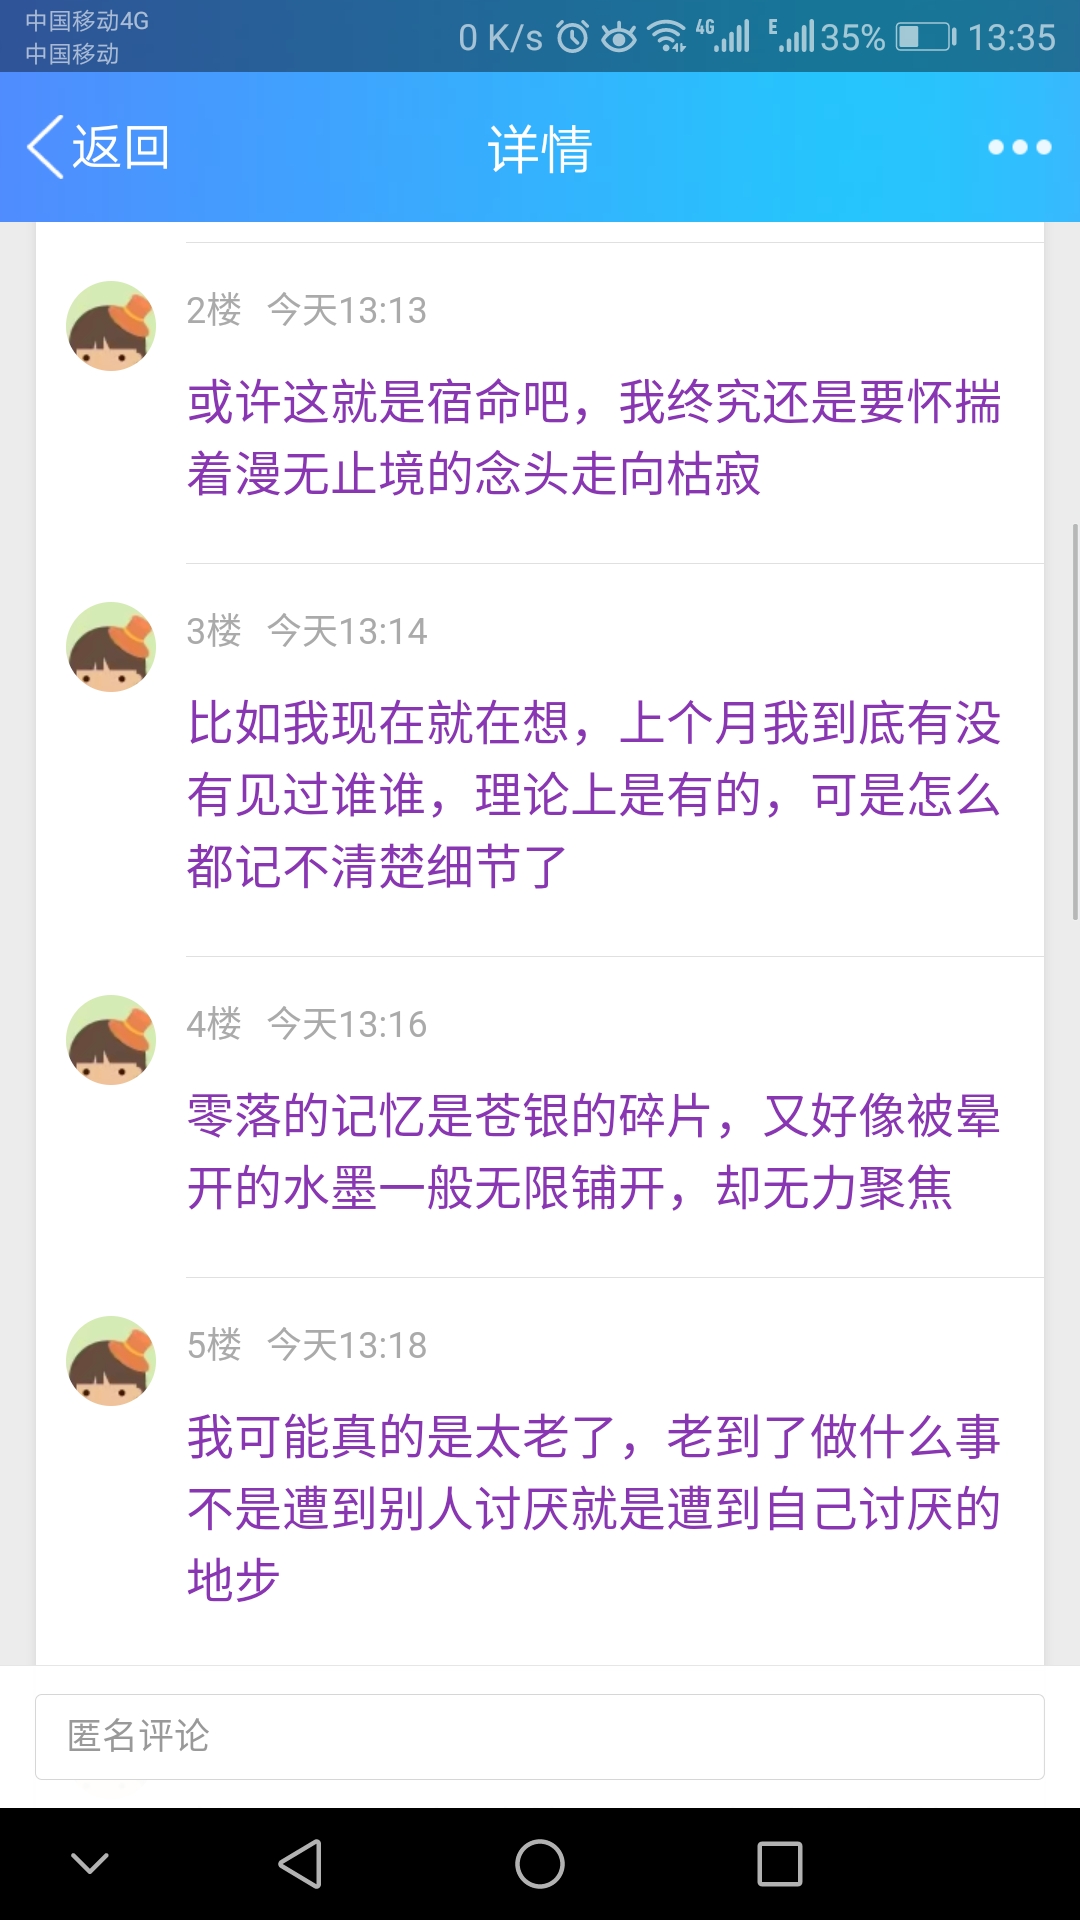 中国移动4G
中国移动
0 K/s 4G E 35% 13:35
返回 详情
2楼 今天13:13
或许这就是宿命吧，我终究还是要怀揣
着漫无止境的念头走向枯寂
3楼 今天13:14
比如我现在就在想，上个月我到底有没
有见过谁谁，理论上是有的，可是怎么
都记不清楚细节了
4楼 今天13:16
零落的记忆是苍银的碎片，又好像被晕
开的水墨一般无限铺开，却无力聚焦
5楼 今天13:18
我可能真的是太老了，老到了做什么事
不是遭到别人讨厌就是遭到自己讨厌的
地步
匿名评论